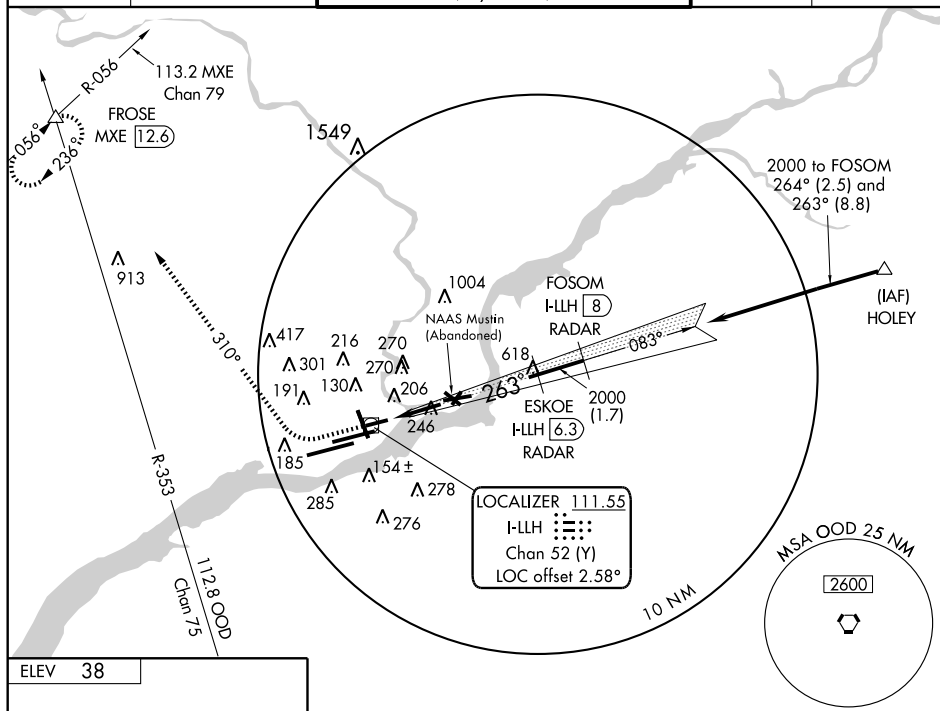 R-056
113.2 MXE
Chan 79
FROSE
MXE 12.6
056°
236°
1549
2000 to FOSOM
264° (2.5) and
263° (8.8)
913
1004
FOSOM
I-LLH 8
RADAR
(IAF)
HOLEY
NAAS Mustin
(Abandoned)
310°
417
216
270
301
270
618
083°
191
130
206
263°
2000
(1.7)
246
ESKOE
I-LLH 6.3
RADAR
185
154 ±
285
278
276
R-353
LOCALIZER 111.55
I-LLH
Chan 52 (Y)
LOC offset 2.58°
112.8 OOD
Chan 75
10 NM
MSA OOD 25 NM
2600
ELEV 38